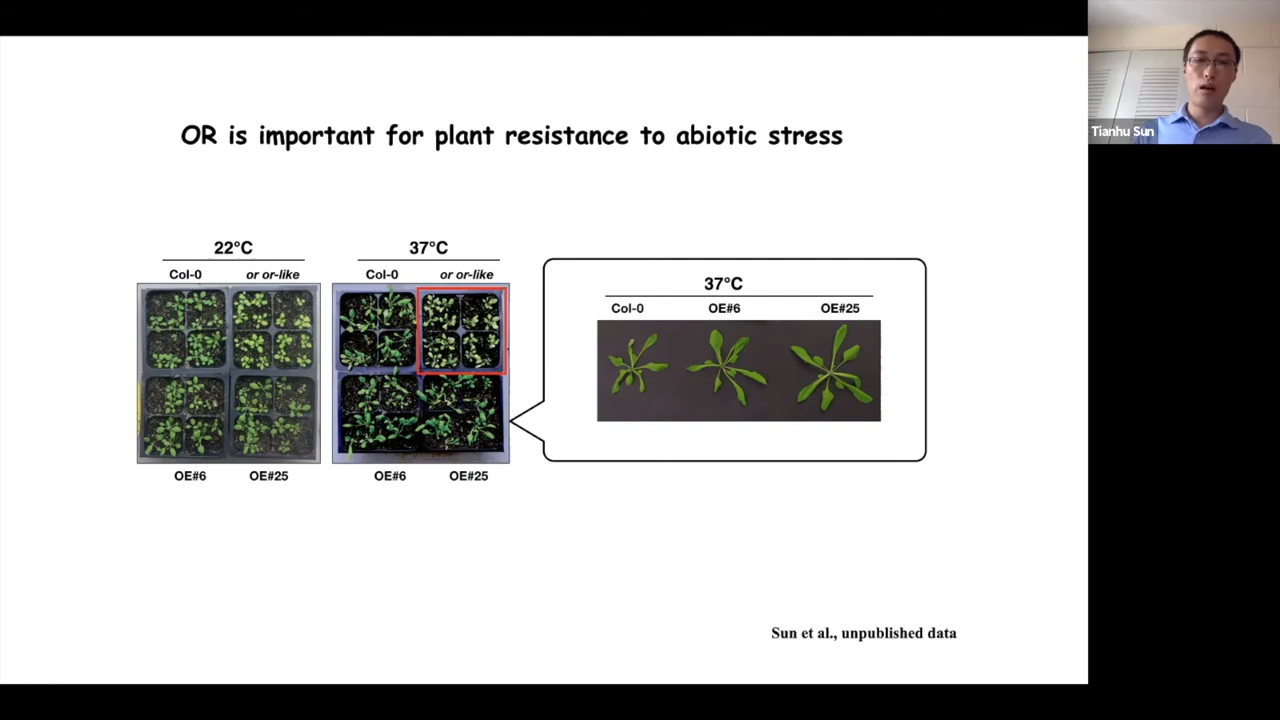 OR is important for plant resistance to abiotic stress
22°C
37°C
Col-0
or or-like
Col-0
or or-like
OE#6
OE#25
OE#6
OE#25
37°C
Col-0
OE#6
OE#25
Sun et al., unpublished data
Tianhu Sun